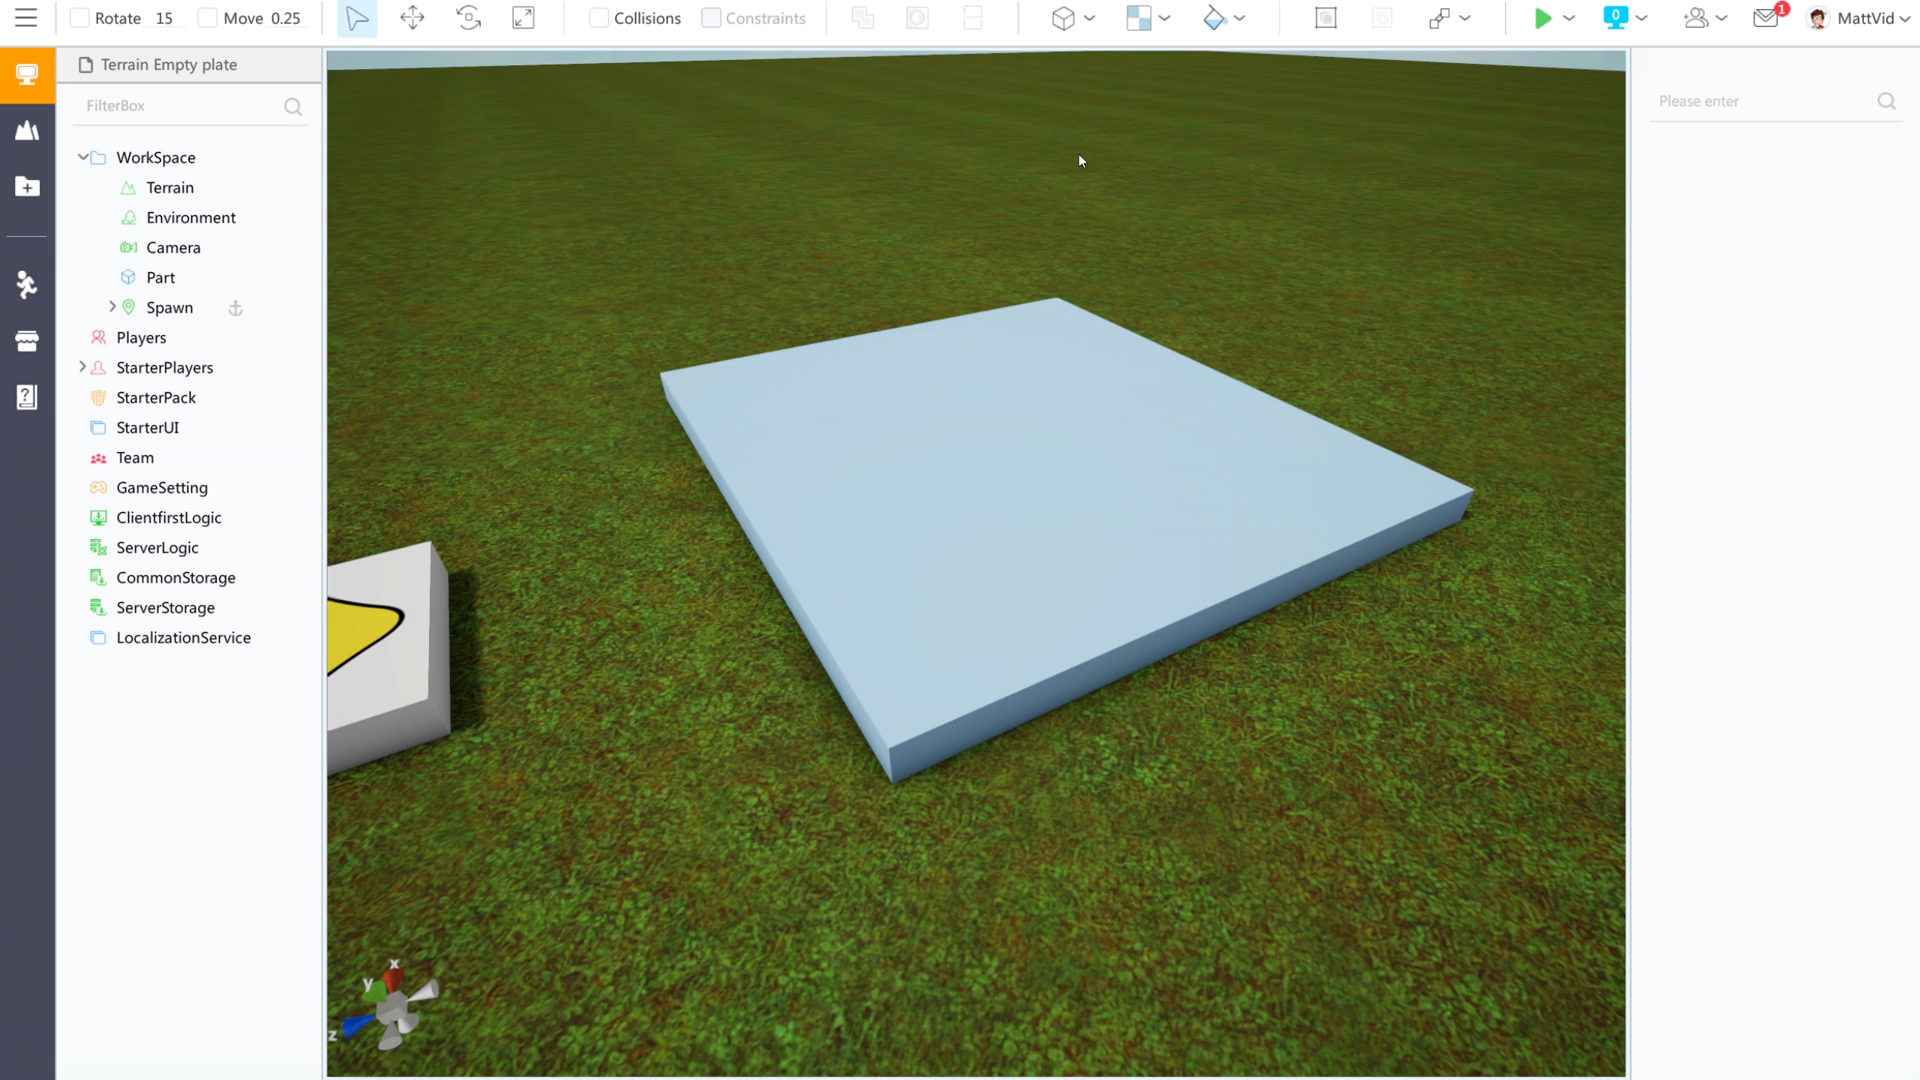 Rotate 15 Move 0.25 Collisions Constraints 0 1 MattVid
Terrain Empty plate
FilterBox
Please enter
WorkSpace
Terrain
Environment
Camera
Part
Spawn
Players
StarterPlayers
StarterPack
StarterUI
Team
GameSetting
ClientfirstLogic
ServerLogic
CommonStorage
ServerStorage
LocalizationService
x
y
z